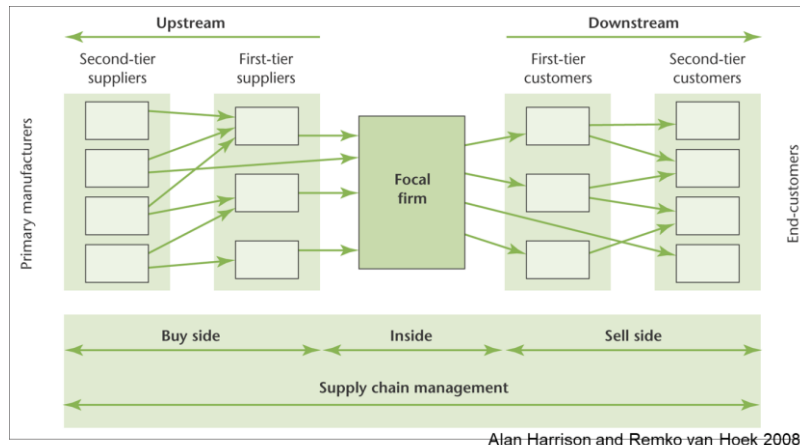 Upstream
Downstream
Second-tier
suppliers
First-tier
suppliers
First-tier
customers
Second-tier
customers
Primary manufacturers
Focal
firm
End-customers
Buy side
Inside
Sell side
Supply chain management
Alan Harrison and Remko van Hoek 2008